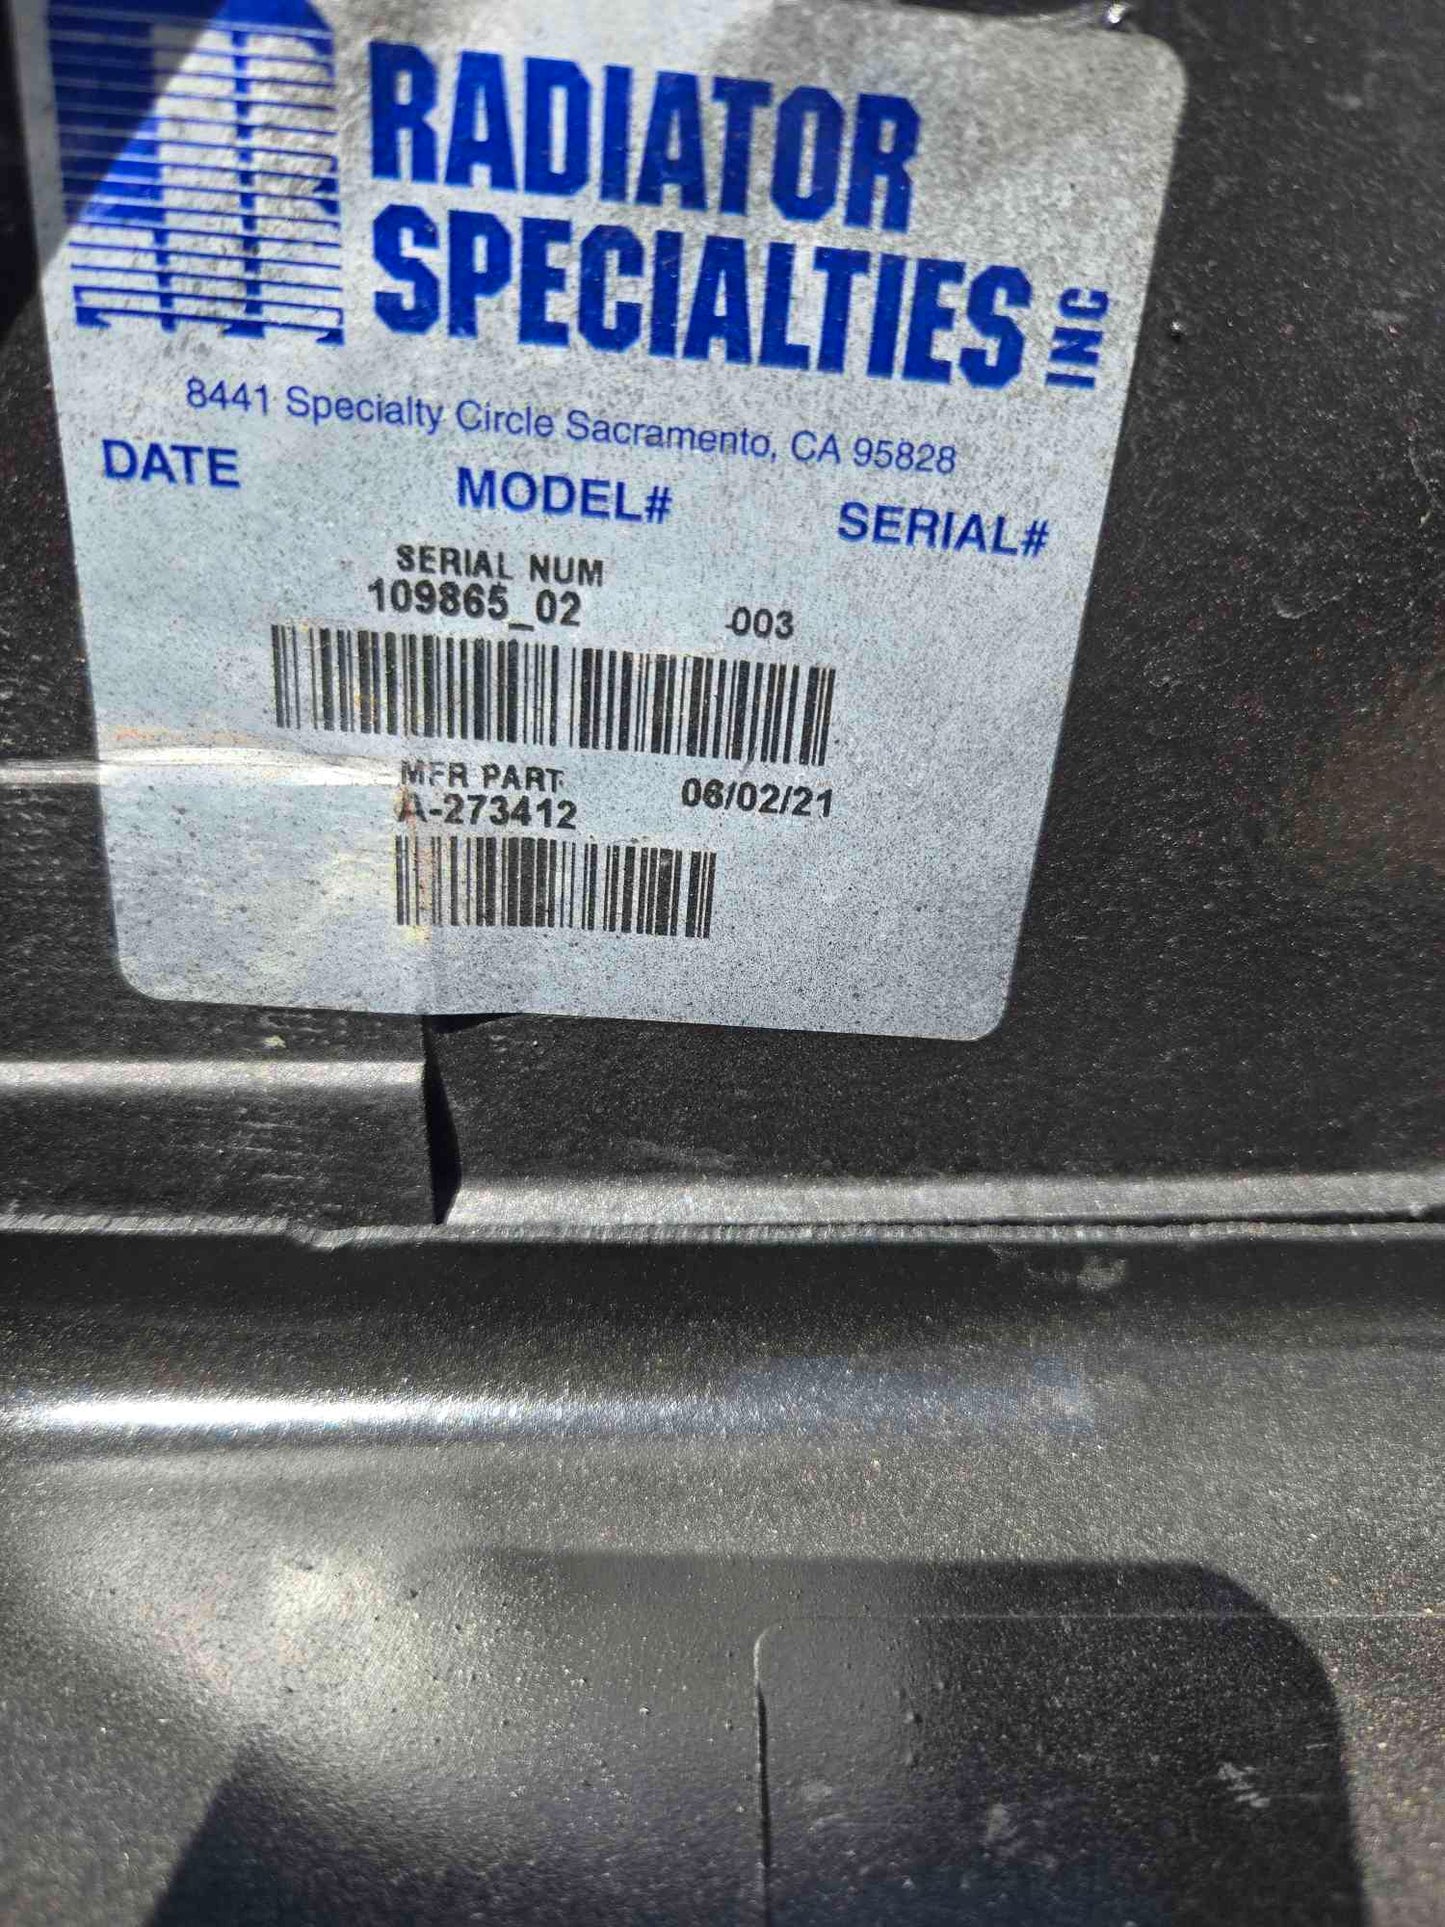 RADIATOR
SPECIALTIES INC
8441 Specialty Circle Sacramento, CA 95828
DATE MODEL# SERIAL#
SERIAL NUM
109865_02 003
MFR PART
A-273412 06/02/21